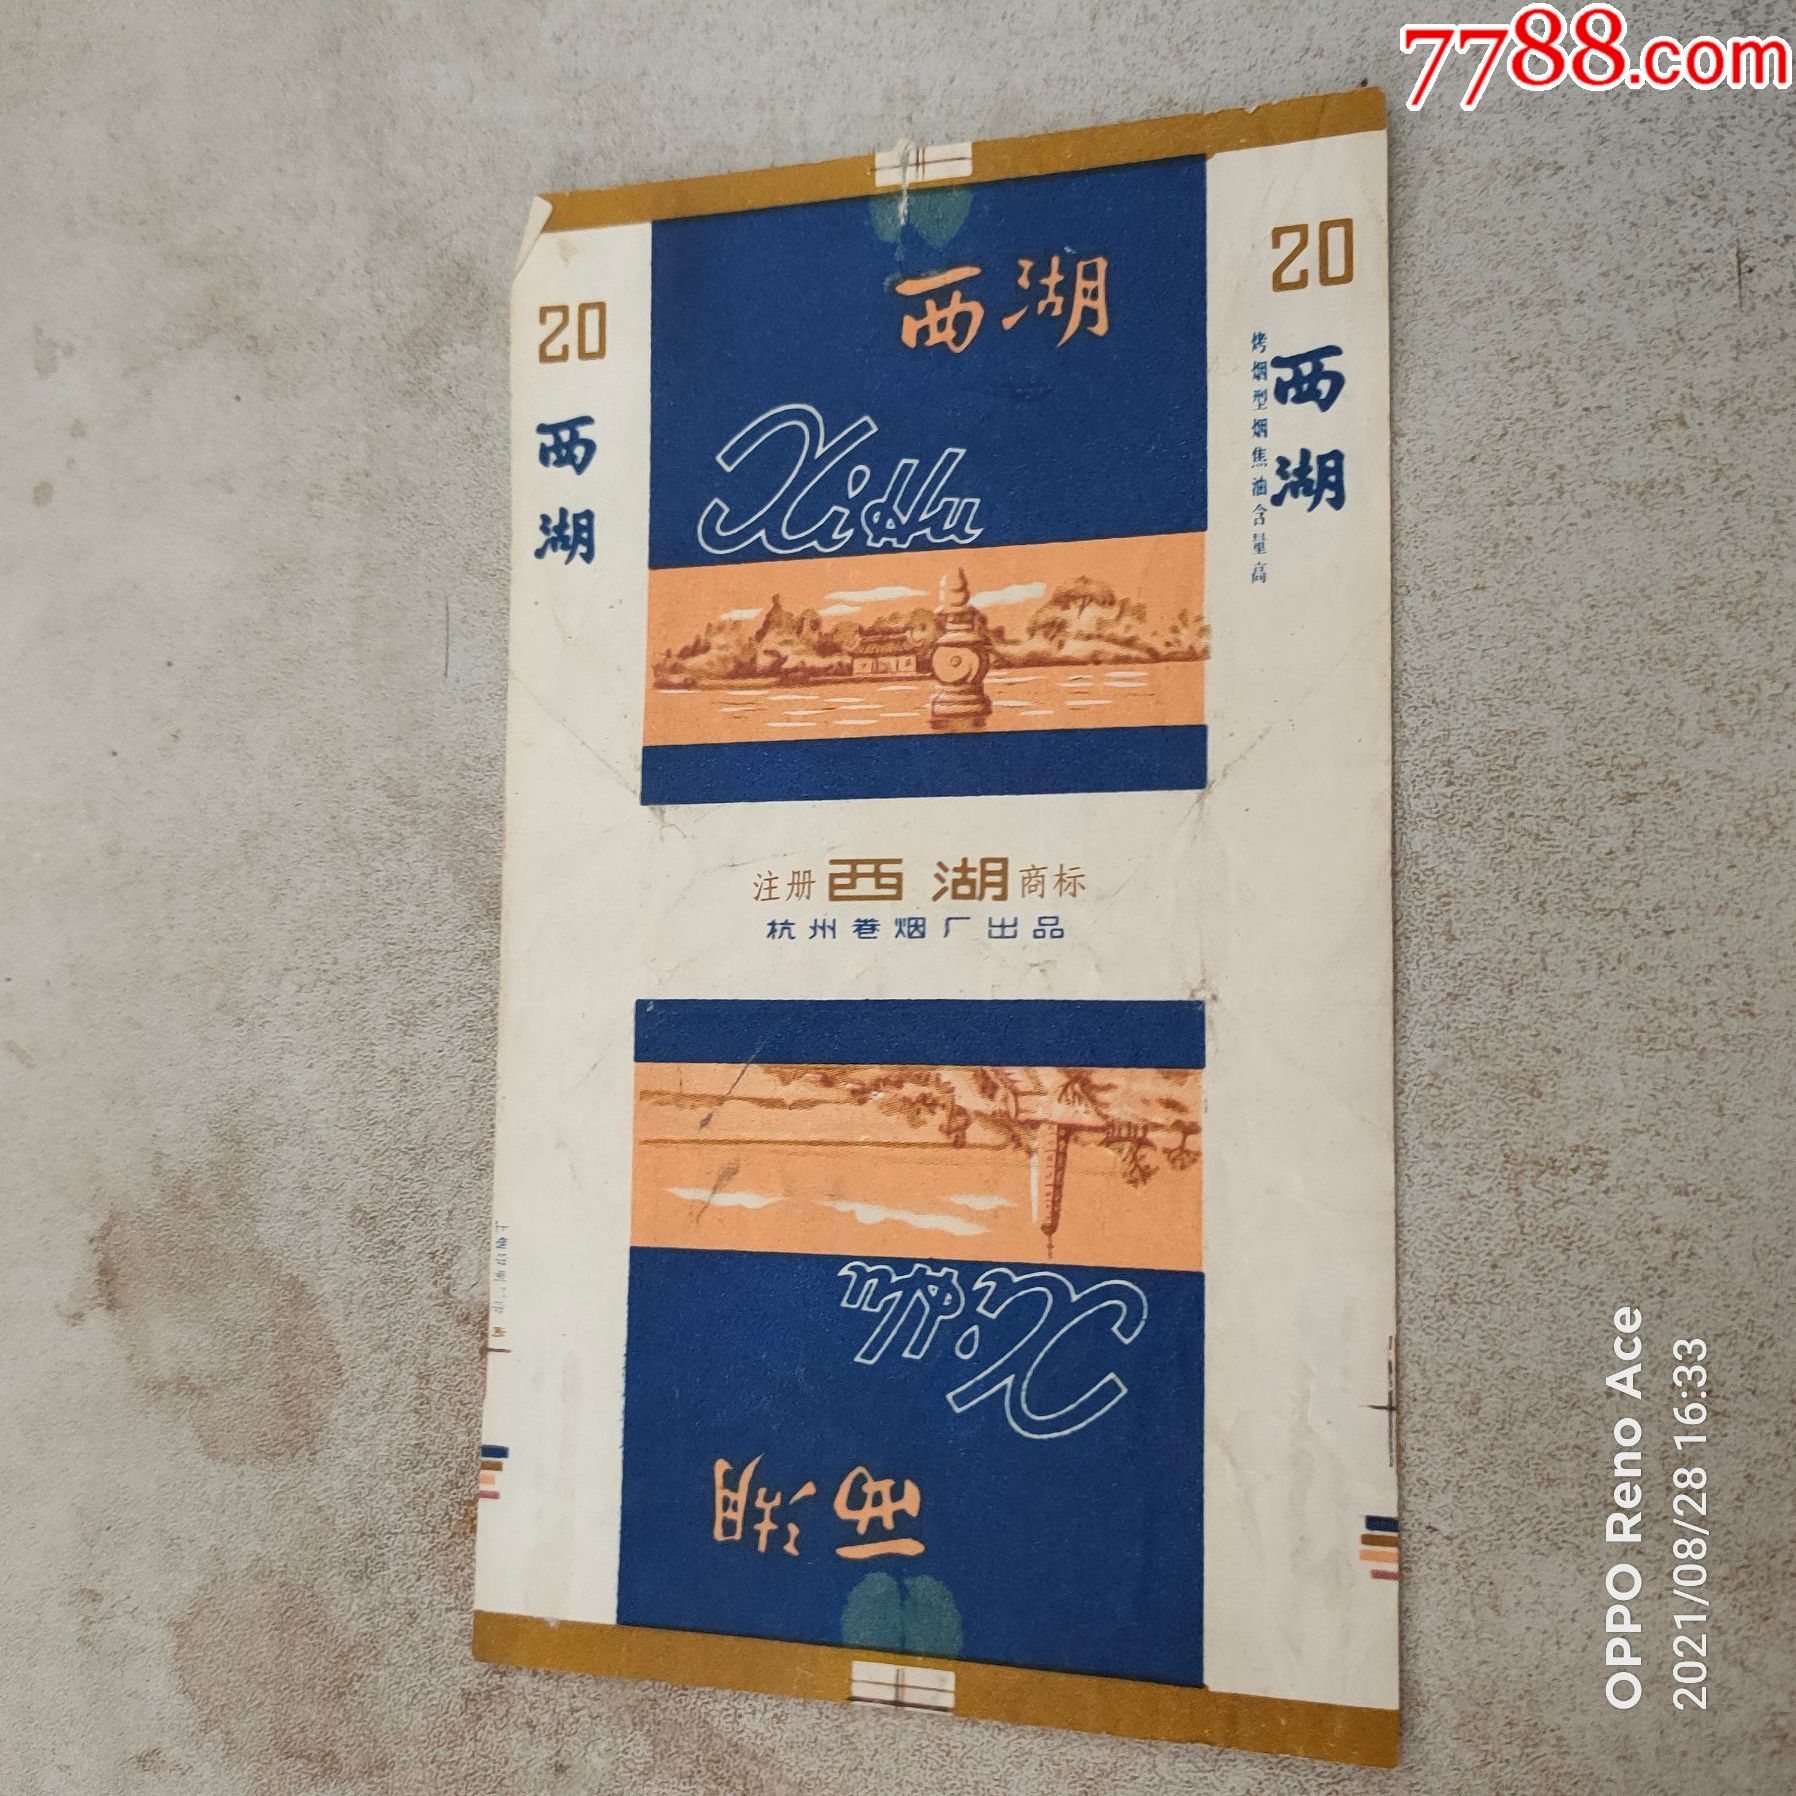 7788.com
20
西湖
西湖
Xi Hu
20
西湖
烤烟型烟焦油含量高
注册 西湖 商标
杭州卷烟厂出品
Xi Hu
西湖
OPPO Reno Ace
2021/08/28 16:33